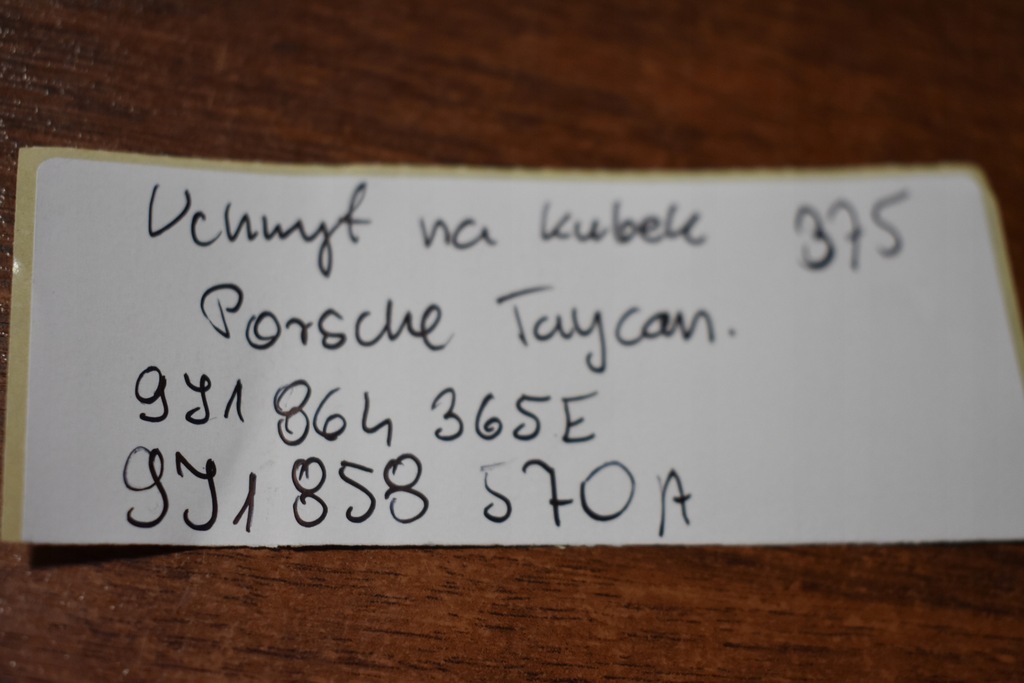 Uchwyt na kubek 375
Porsche Taycan.
9J1 864 365E
9J1 858 570A